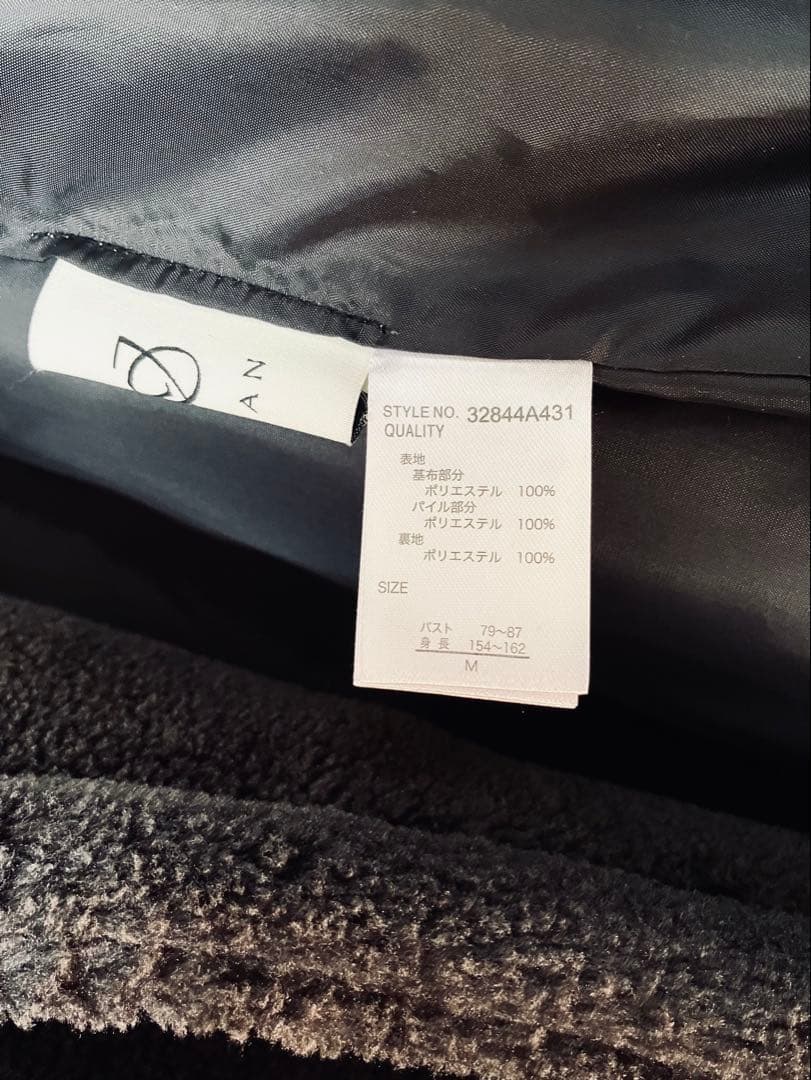 AN
STYLE NO. 32844A431
QUALITY
表地
基布部分
ポリエステル 100%
パイル部分
ポリエステル 100%
裏地
ポリエステル 100%
SIZE
バスト 79〜87
身長 154〜162
M